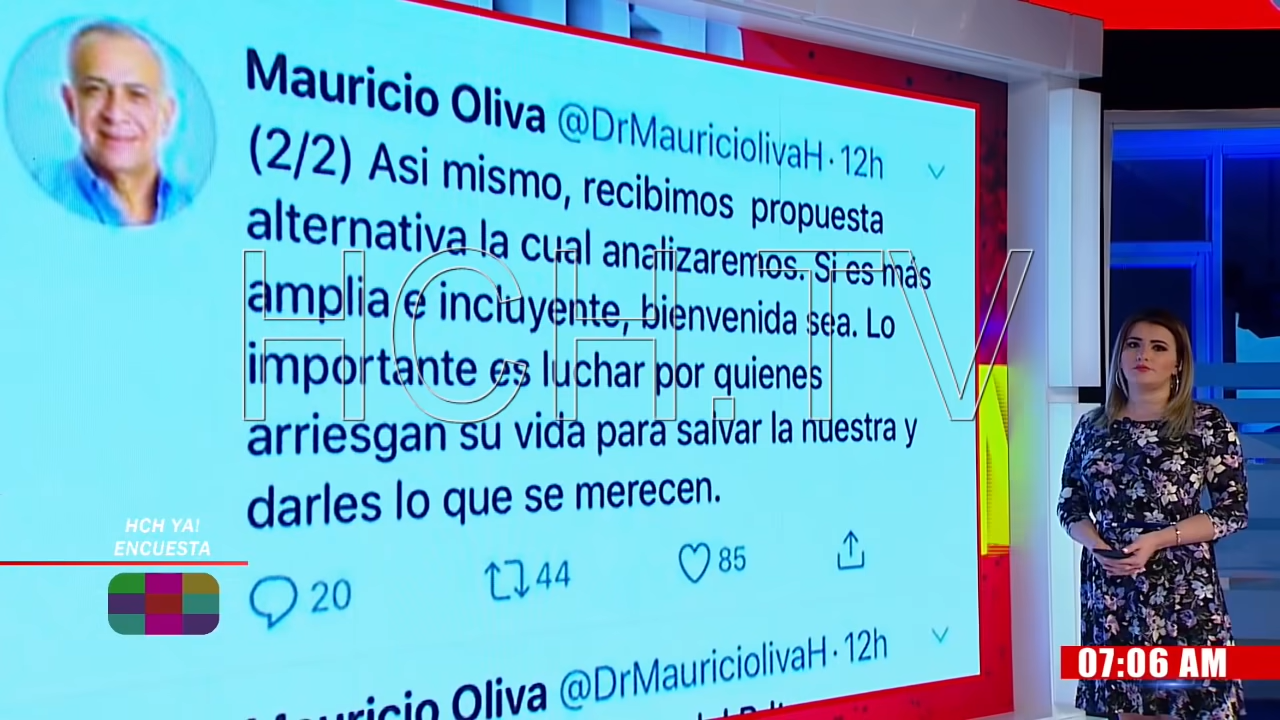 Mauricio Oliva @DrMauriciolivaH · 12h
(2/2) Asi mismo, recibimos propuesta
alternativa la cual analizaremos. Si es más
amplia e incluyente, bienvenida sea. Lo
importante es luchar por quienes
arriesgan su vida para salvar la nuestra y
darles lo que se merecen.
20 44 85
Mauricio Oliva @DrMauriciolivaH · 12h
HCH.TV
HCH YA!
ENCUESTA
07:06 AM